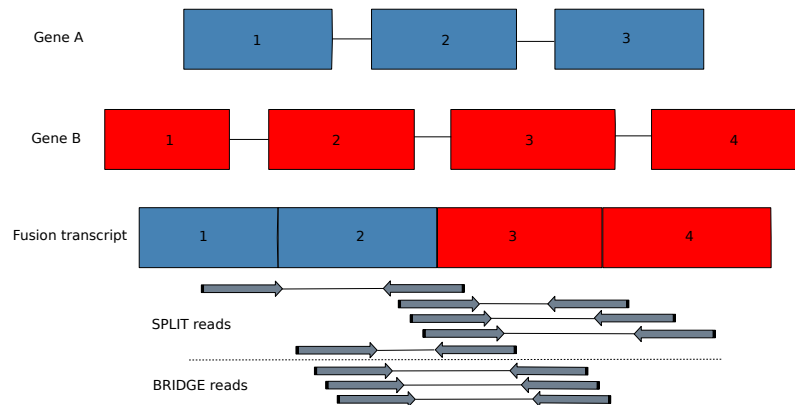 Gene A
1 2 3
Gene B
1 2 3 4
Fusion transcript
1 2 3 4
SPLIT reads
BRIDGE reads